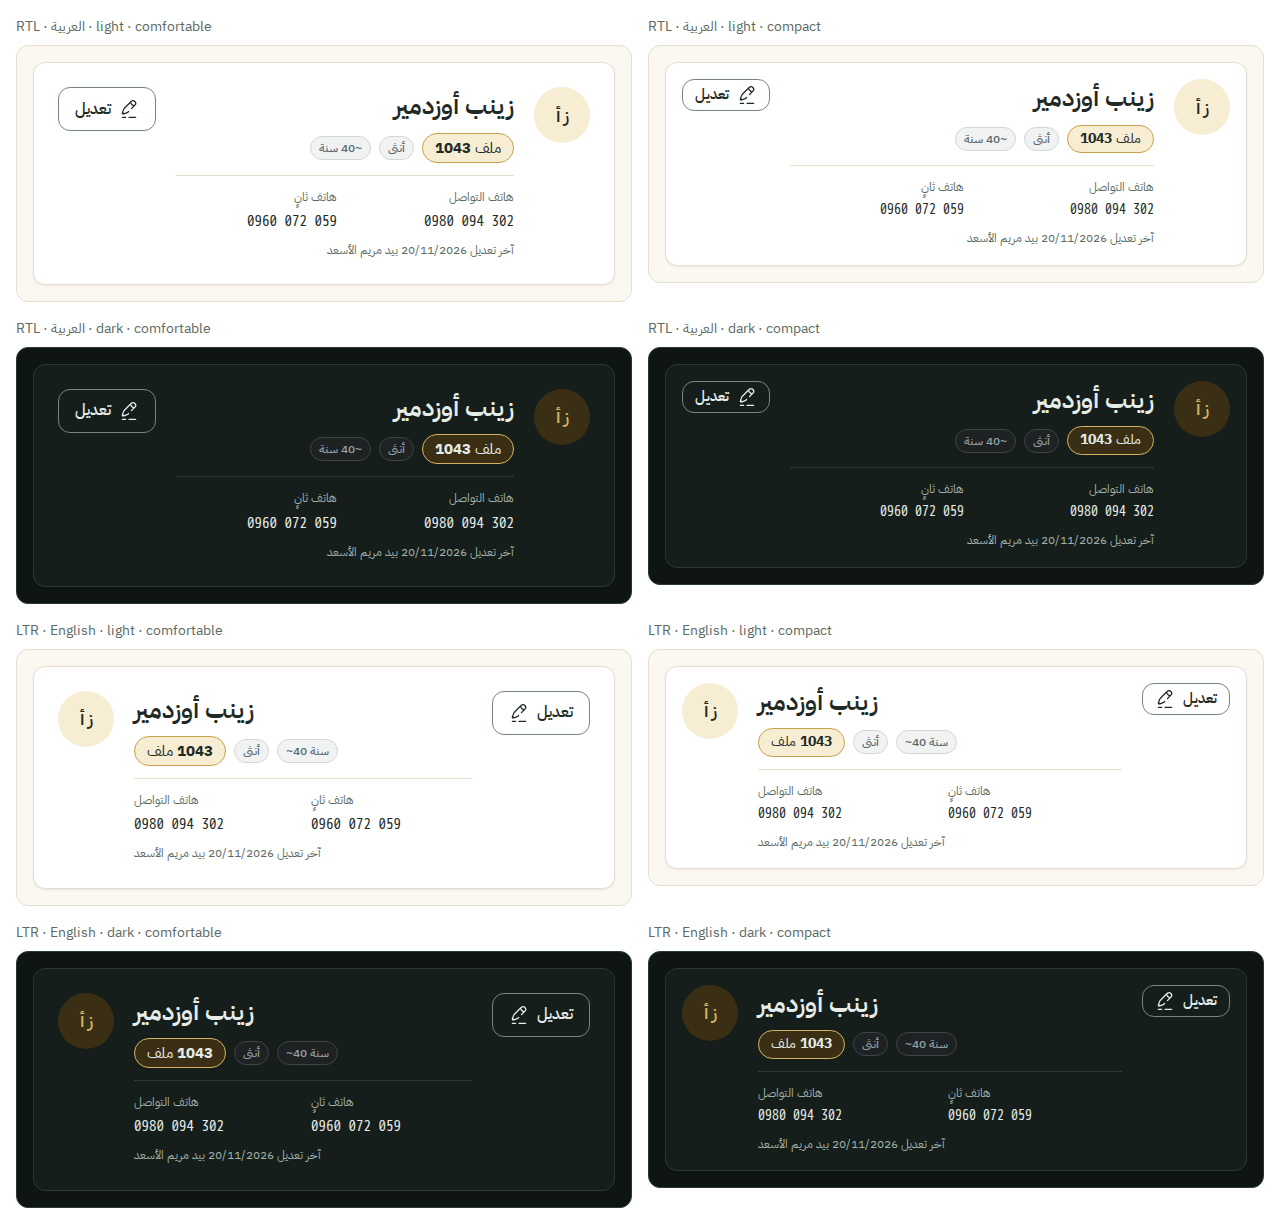 RTL · العربية · light · comfortable
زأ
زينب أوزدمير
تعديل
ملف 1043
أنثى
~40 سنة
هاتف التواصل
هاتف ثانٍ
0980 094 302
0960 072 059
آخر تعديل 20/11/2026 بيد مريم الأسعد
RTL · العربية · light · compact
زأ
زينب أوزدمير
تعديل
ملف 1043
أنثى
~40 سنة
هاتف التواصل
هاتف ثانٍ
0980 094 302
0960 072 059
آخر تعديل 20/11/2026 بيد مريم الأسعد
RTL · العربية · dark · comfortable
زأ
زينب أوزدمير
تعديل
ملف 1043
أنثى
~40 سنة
هاتف التواصل
هاتف ثانٍ
0980 094 302
0960 072 059
آخر تعديل 20/11/2026 بيد مريم الأسعد
RTL · العربية · dark · compact
زأ
زينب أوزدمير
تعديل
ملف 1043
أنثى
~40 سنة
هاتف التواصل
هاتف ثانٍ
0980 094 302
0960 072 059
آخر تعديل 20/11/2026 بيد مريم الأسعد
LTR · English · light · comfortable
زأ
زينب أوزدمير
تعديل
ملف 1043
أنثى
~40 سنة
هاتف التواصل
هاتف ثانٍ
0980 094 302
0960 072 059
آخر تعديل 20/11/2026 بيد مريم الأسعد
LTR · English · light · compact
زأ
زينب أوزدمير
تعديل
ملف 1043
أنثى
~40 سنة
هاتف التواصل
هاتف ثانٍ
0980 094 302
0960 072 059
آخر تعديل 20/11/2026 بيد مريم الأسعد
LTR · English · dark · comfortable
زأ
زينب أوزدمير
تعديل
ملف 1043
أنثى
~40 سنة
هاتف التواصل
هاتف ثانٍ
0980 094 302
0960 072 059
آخر تعديل 20/11/2026 بيد مريم الأسعد
LTR · English · dark · compact
زأ
زينب أوزدمير
تعديل
ملف 1043
أنثى
~40 سنة
هاتف التواصل
هاتف ثانٍ
0980 094 302
0960 072 059
آخر تعديل 20/11/2026 بيد مريم الأسعد